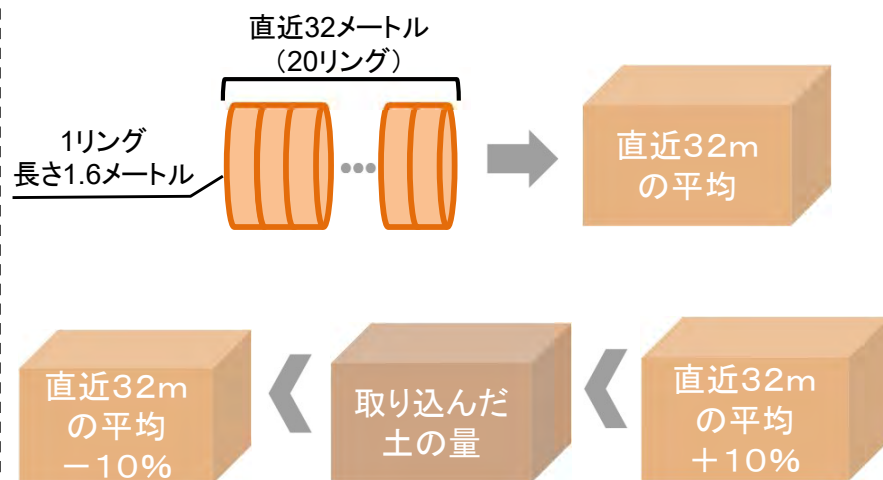 直近32メートル
（20リング）
1リング
長さ1.6メートル
直近32ｍ
の平均
直近32ｍ
の平均
－10％
取り込んだ
土の量
直近32ｍ
の平均
＋10％